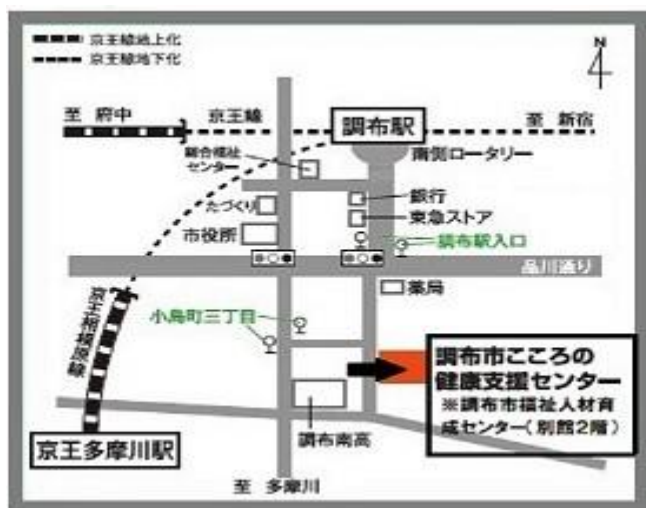 京王線地上化
京王線地下化
N
至 府中
京王線
調布駅
至 新宿
南側ロータリー
総合福祉
センター
たづくり
銀行
東急ストア
市役所
調布駅入口
品川通り
薬局
小島町三丁目
京王相模原線
調布市こころの
健康支援センター
※調布市福祉人材育
成センター(別館2階)
調布南高
京王多摩川駅
至 多摩川